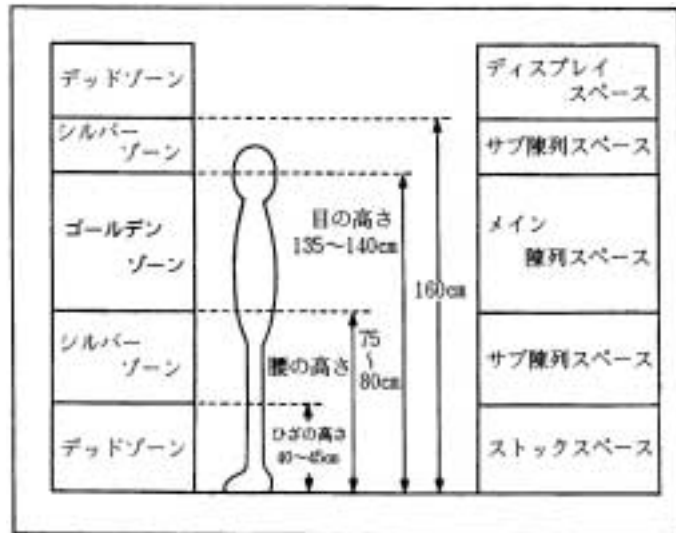 デッドゾーン
シルバー
ゾーン
ゴールデン
ゾーン
シルバー
ゾーン
デッドゾーン
目の高さ
135〜140cm
160cm
腰の高さ
75
〜
80cm
ひざの高さ
40〜45cm
ディスプレイ
スペース
サブ陳列スペース
メイン
陳列スペース
サブ陳列スペース
ストックスペース